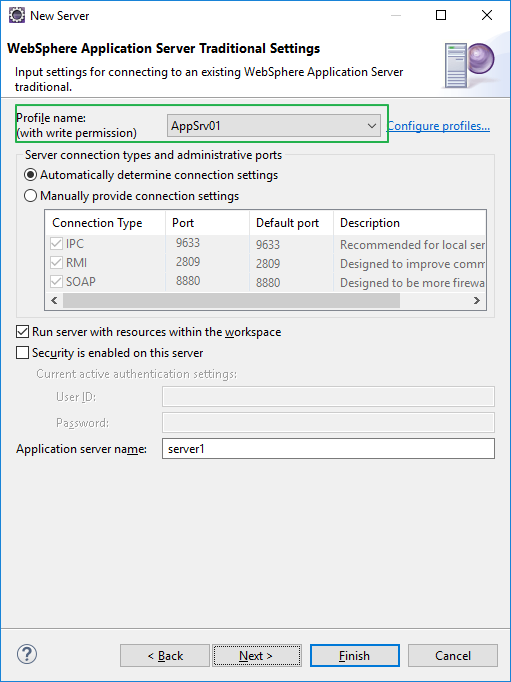 New Server
WebSphere Application Server Traditional Settings
Input settings for connecting to an existing WebSphere Application Server
traditional.
Profile name:
(with write permission)
AppSrv01
Configure profiles...
Server connection types and administrative ports
Automatically determine connection settings
Manually provide connection settings
Connection Type Port Default port Description
IPC 9633 9633 Recommended for local ser
RMI 2809 2809 Designed to improve comm
SOAP 8880 8880 Designed to be more firewa
Run server with resources within the workspace
Security is enabled on this server
Current active authentication settings:
User ID:
Password:
Application server name: server1
? < Back Next > Finish Cancel